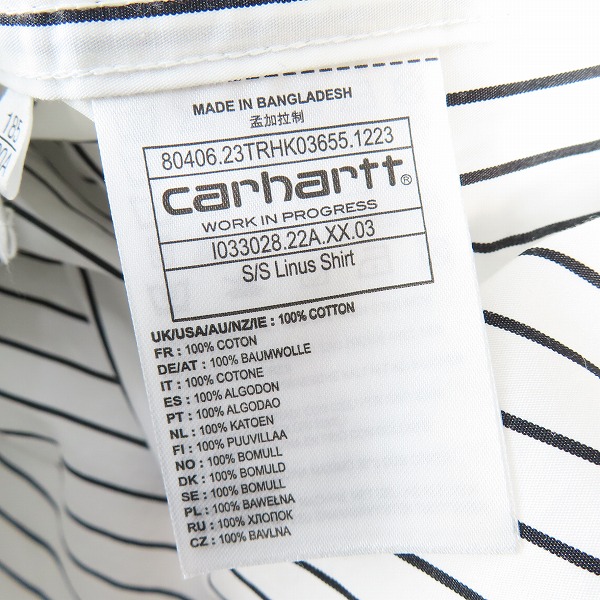 MADE IN BANGLADESH
孟加拉制
80406.23TRHK03655.1223
carhartt®
WORK IN PROGRESS
I033028.22A.XX.03
S/S Linus Shirt
UK/USA/AU/NZ/IE : 100% COTTON
FR : 100% COTON
DE/AT : 100% BAUMWOLLE
IT : 100% COTONE
ES : 100% ALGODON
PT : 100% ALGODAO
NL : 100% KATOEN
FI : 100% PUUVILLAA
NO : 100% BOMULL
DK : 100% BOMULD
SE : 100% BOMULL
PL : 100% BAWEŁNA
RU : 100% ХЛОПОК
CZ : 100% BAVLNA